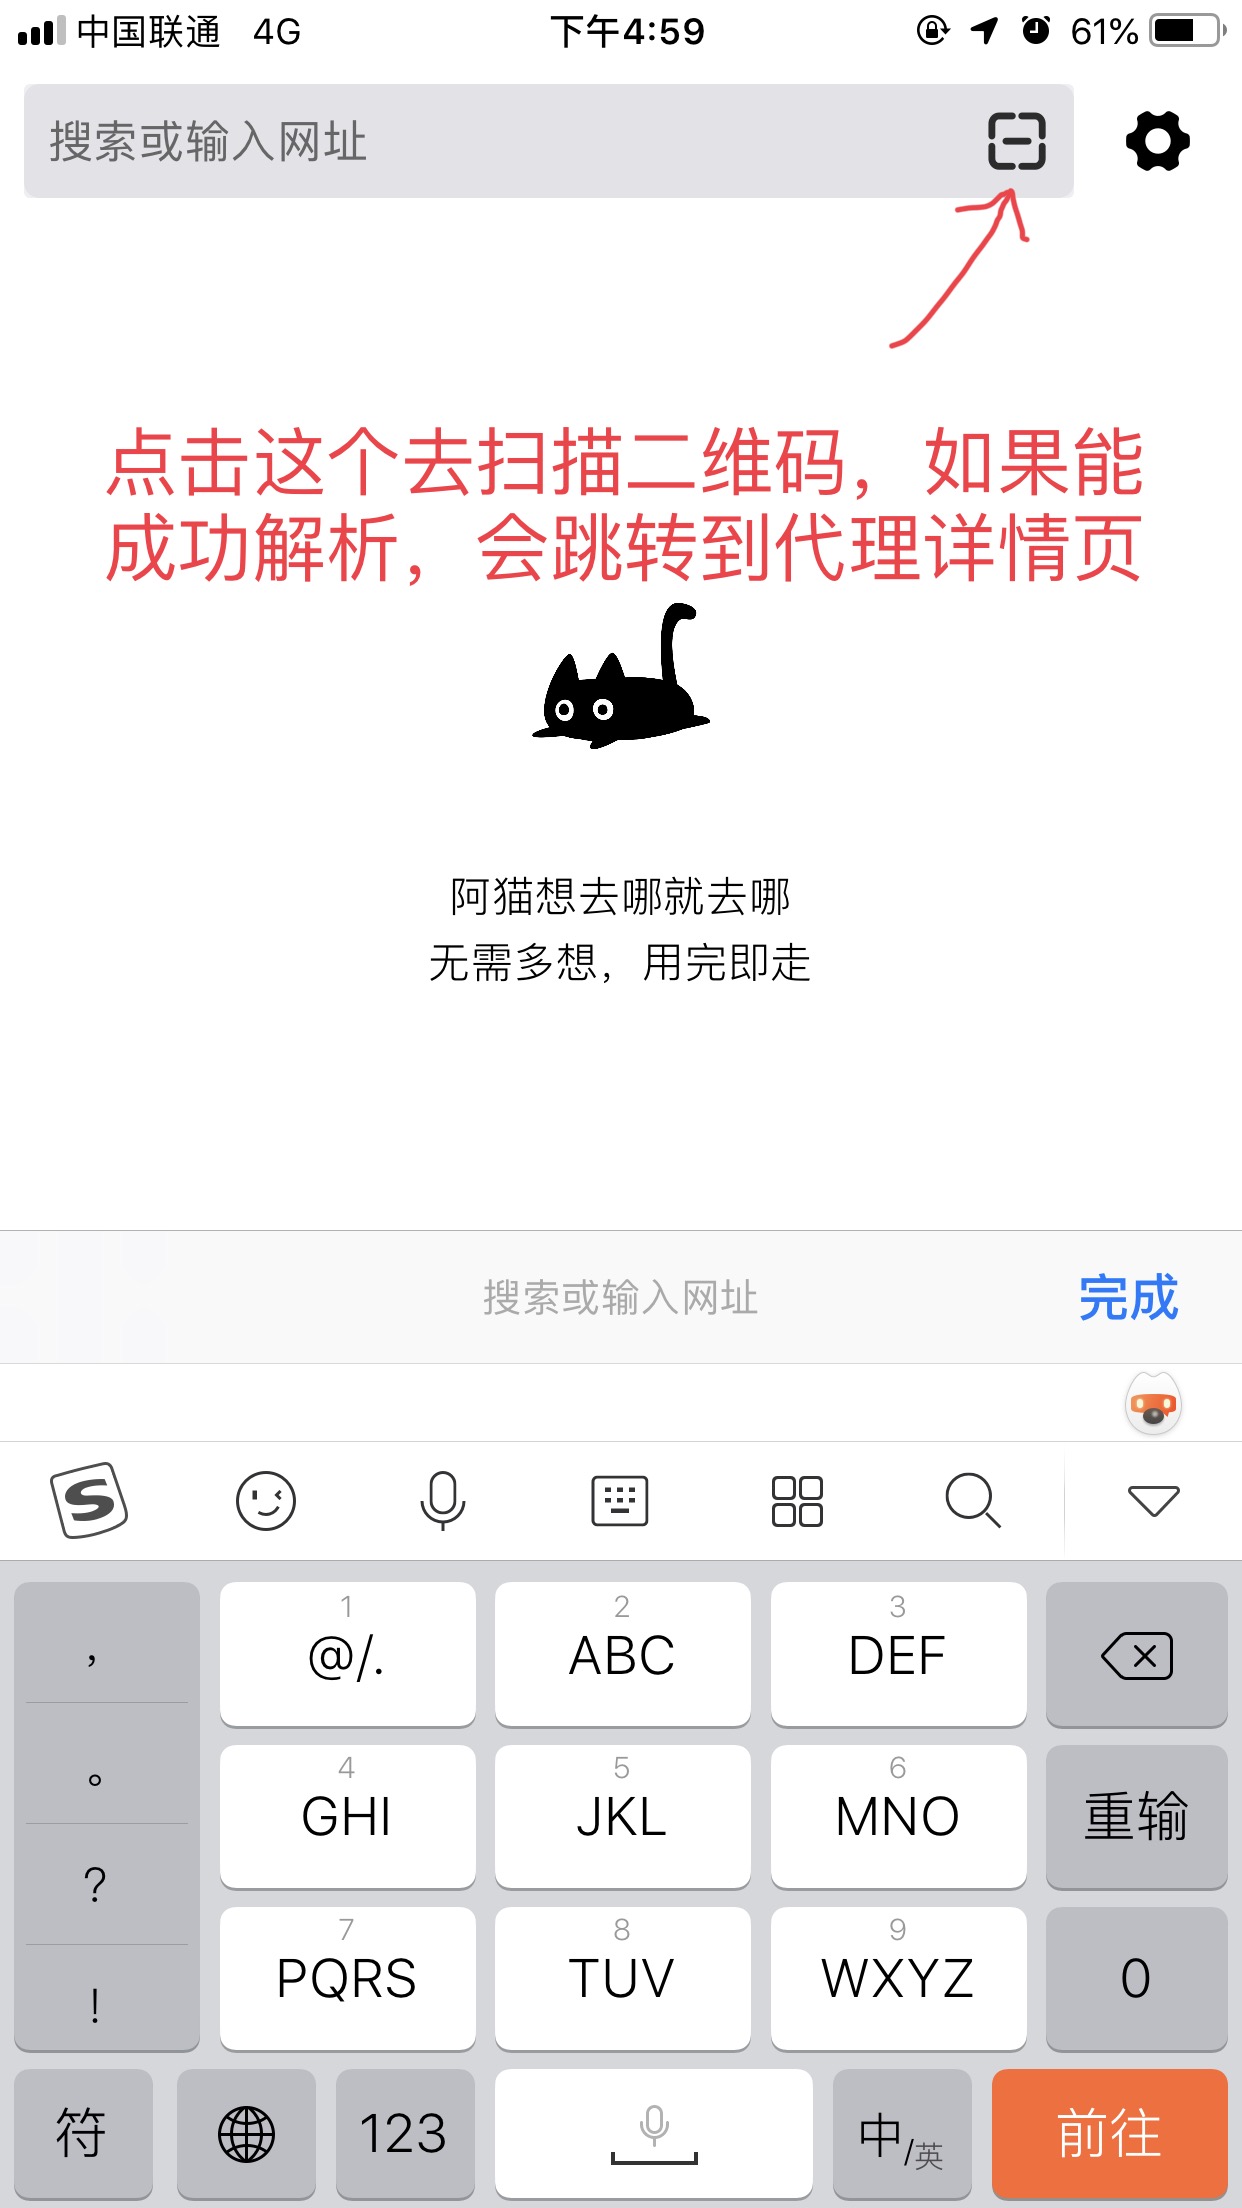 中国联通 4G 下午4:59 61%
搜索或输入网址
点击这个去扫描二维码，如果能
成功解析，会跳转到代理详情页
阿猫想去哪就去哪
无需多想，用完即走
搜索或输入网址 完成
S
， 1 2 3
@/. ABC DEF
。 4 5 6
GHI JKL MNO 重输
?
7 8 9
PQRS TUV WXYZ 0
!
符 123 中/英 前往